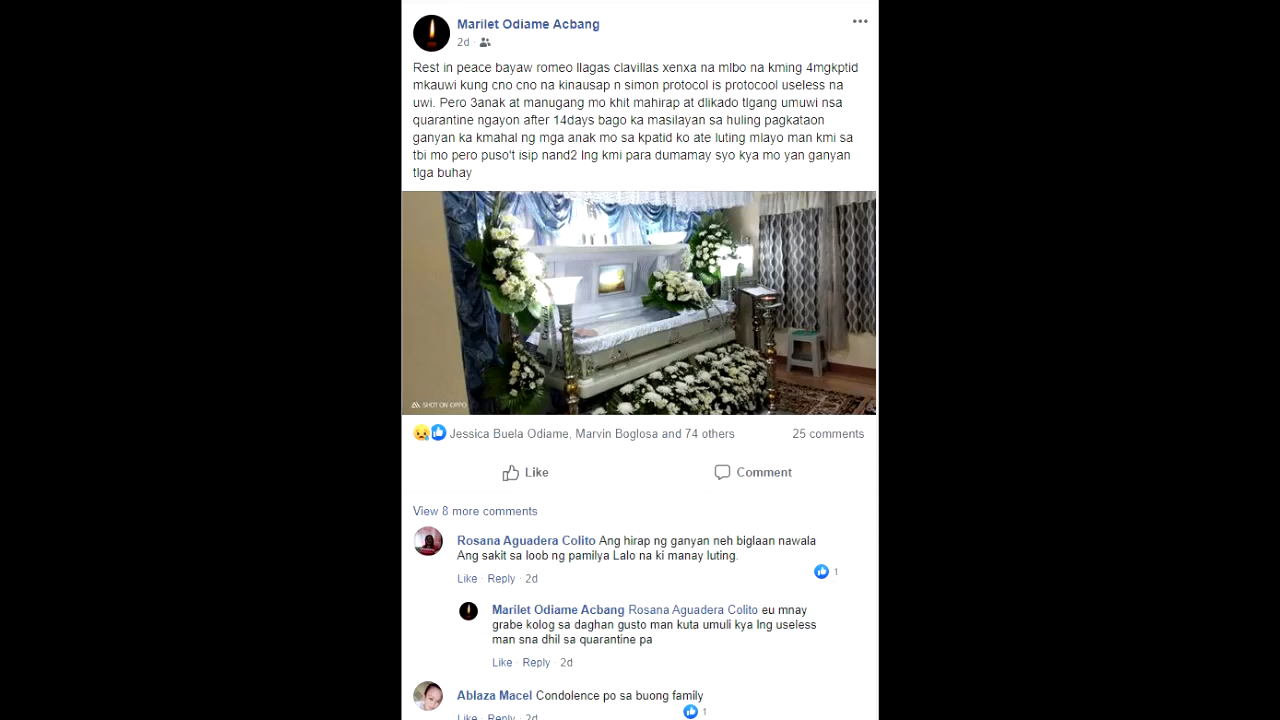 Marilet Odiame Acbang
2d
Rest in peace bayaw romeo llagas clavillas xenxa na mlbo na kming 4mgkptid
mkauwi kung cno cno na kinausap n simon protocol is protocool useless na
uwi. Pero 3anak at manugang mo khit mahirap at dlikado tlgang umuwi nsa
quarantine ngayon after 14days bago ka masilayan sa huling pagkataon
ganyan ka kmahal ng mga anak mo sa kpatid ko ate luting mlayo man kmi sa
tbi mo pero puso't isip nand2 lng kmi para dumamay syo kya mo yan ganyan
tlga buhay
SHOT ON OPPO
Jessica Buela Odiame, Marvin Boglosa and 74 others 25 comments
Like Comment
View 8 more comments
Rosana Aguadera Colito Ang hirap ng ganyan neh biglaan nawala
Ang sakit sa loob ng pamilya Lalo na ki manay luting.
Like · Reply · 2d 1
Marilet Odiame Acbang Rosana Aguadera Colito eu mnay
grabe kolog sa daghan gusto man kuta umuli kya lng useless
man sna dhil sa quarantine pa
Like · Reply · 2d
Ablaza Macel Condolence po sa buong family
Like · Reply · 2d 1